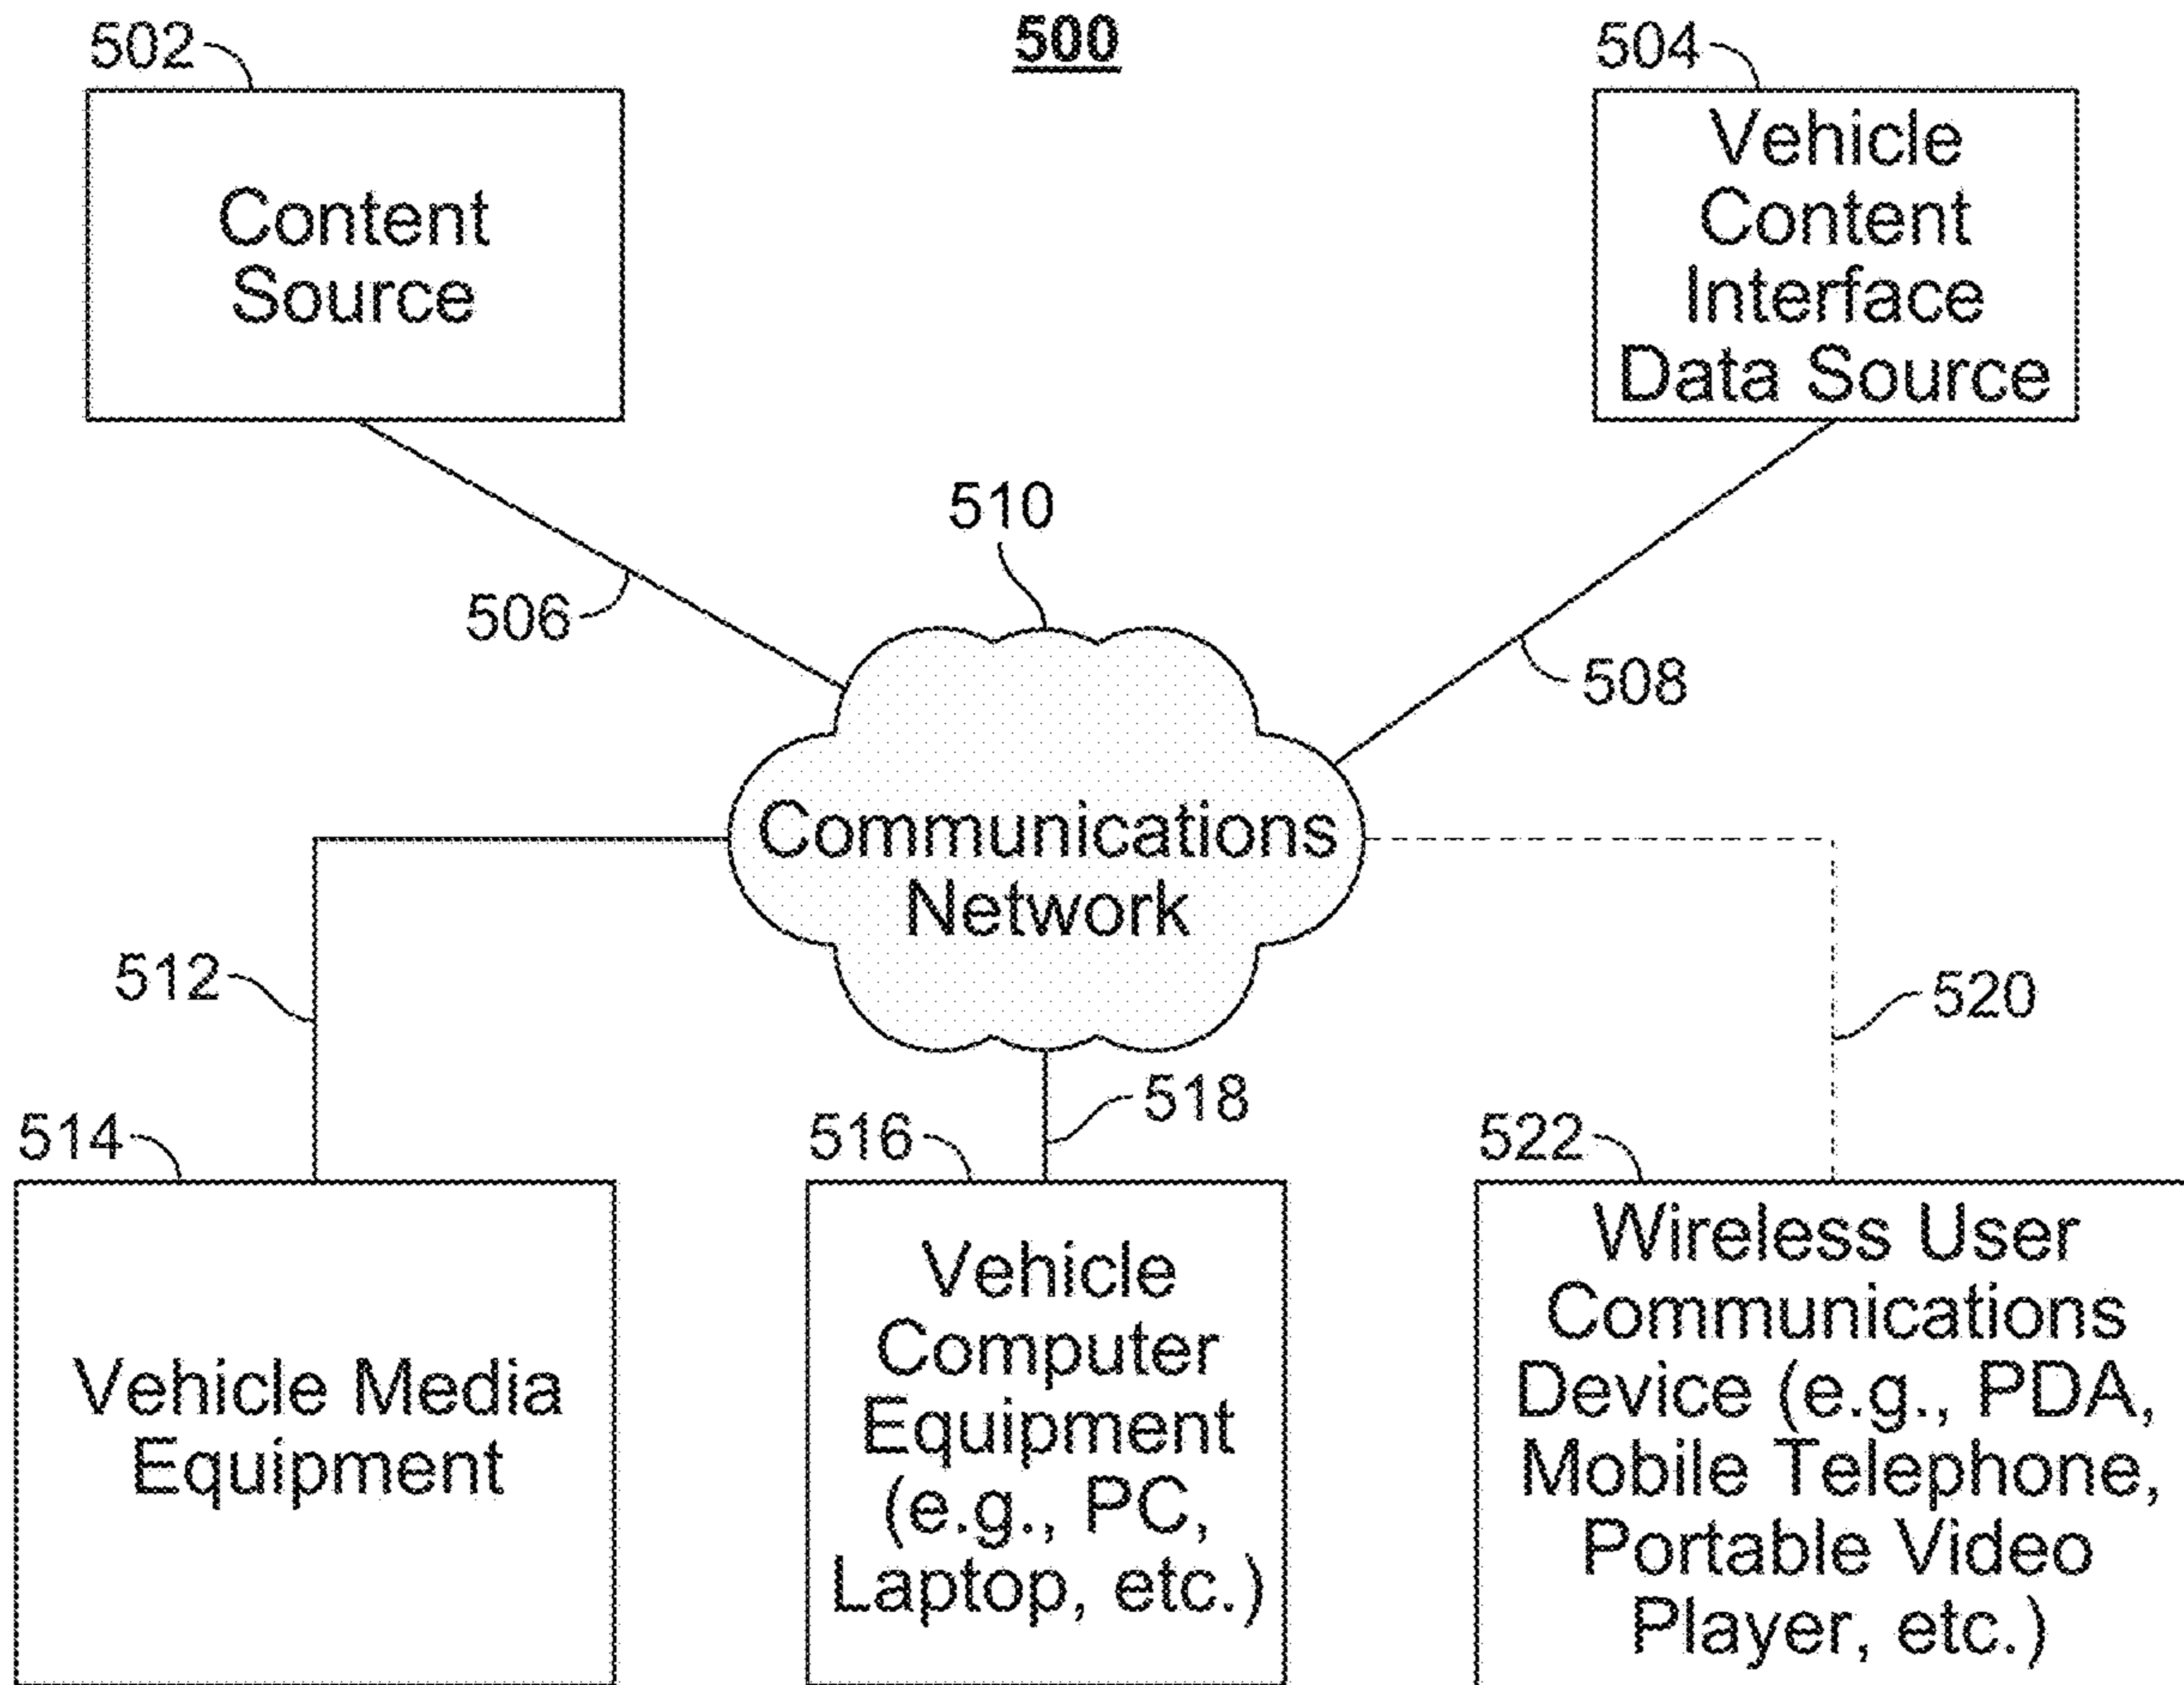 500
502
504
Content
Source
Vehicle
Content
Interface
Data Source
510
506
508
Communications
Network
512
520
518
514
516
522
Vehicle Media
Equipment
Vehicle
Computer
Equipment
(e.g., PC,
Laptop, etc.)
Wireless User
Communications
Device (e.g., PDA,
Mobile Telephone,
Portable Video
Player, etc.)